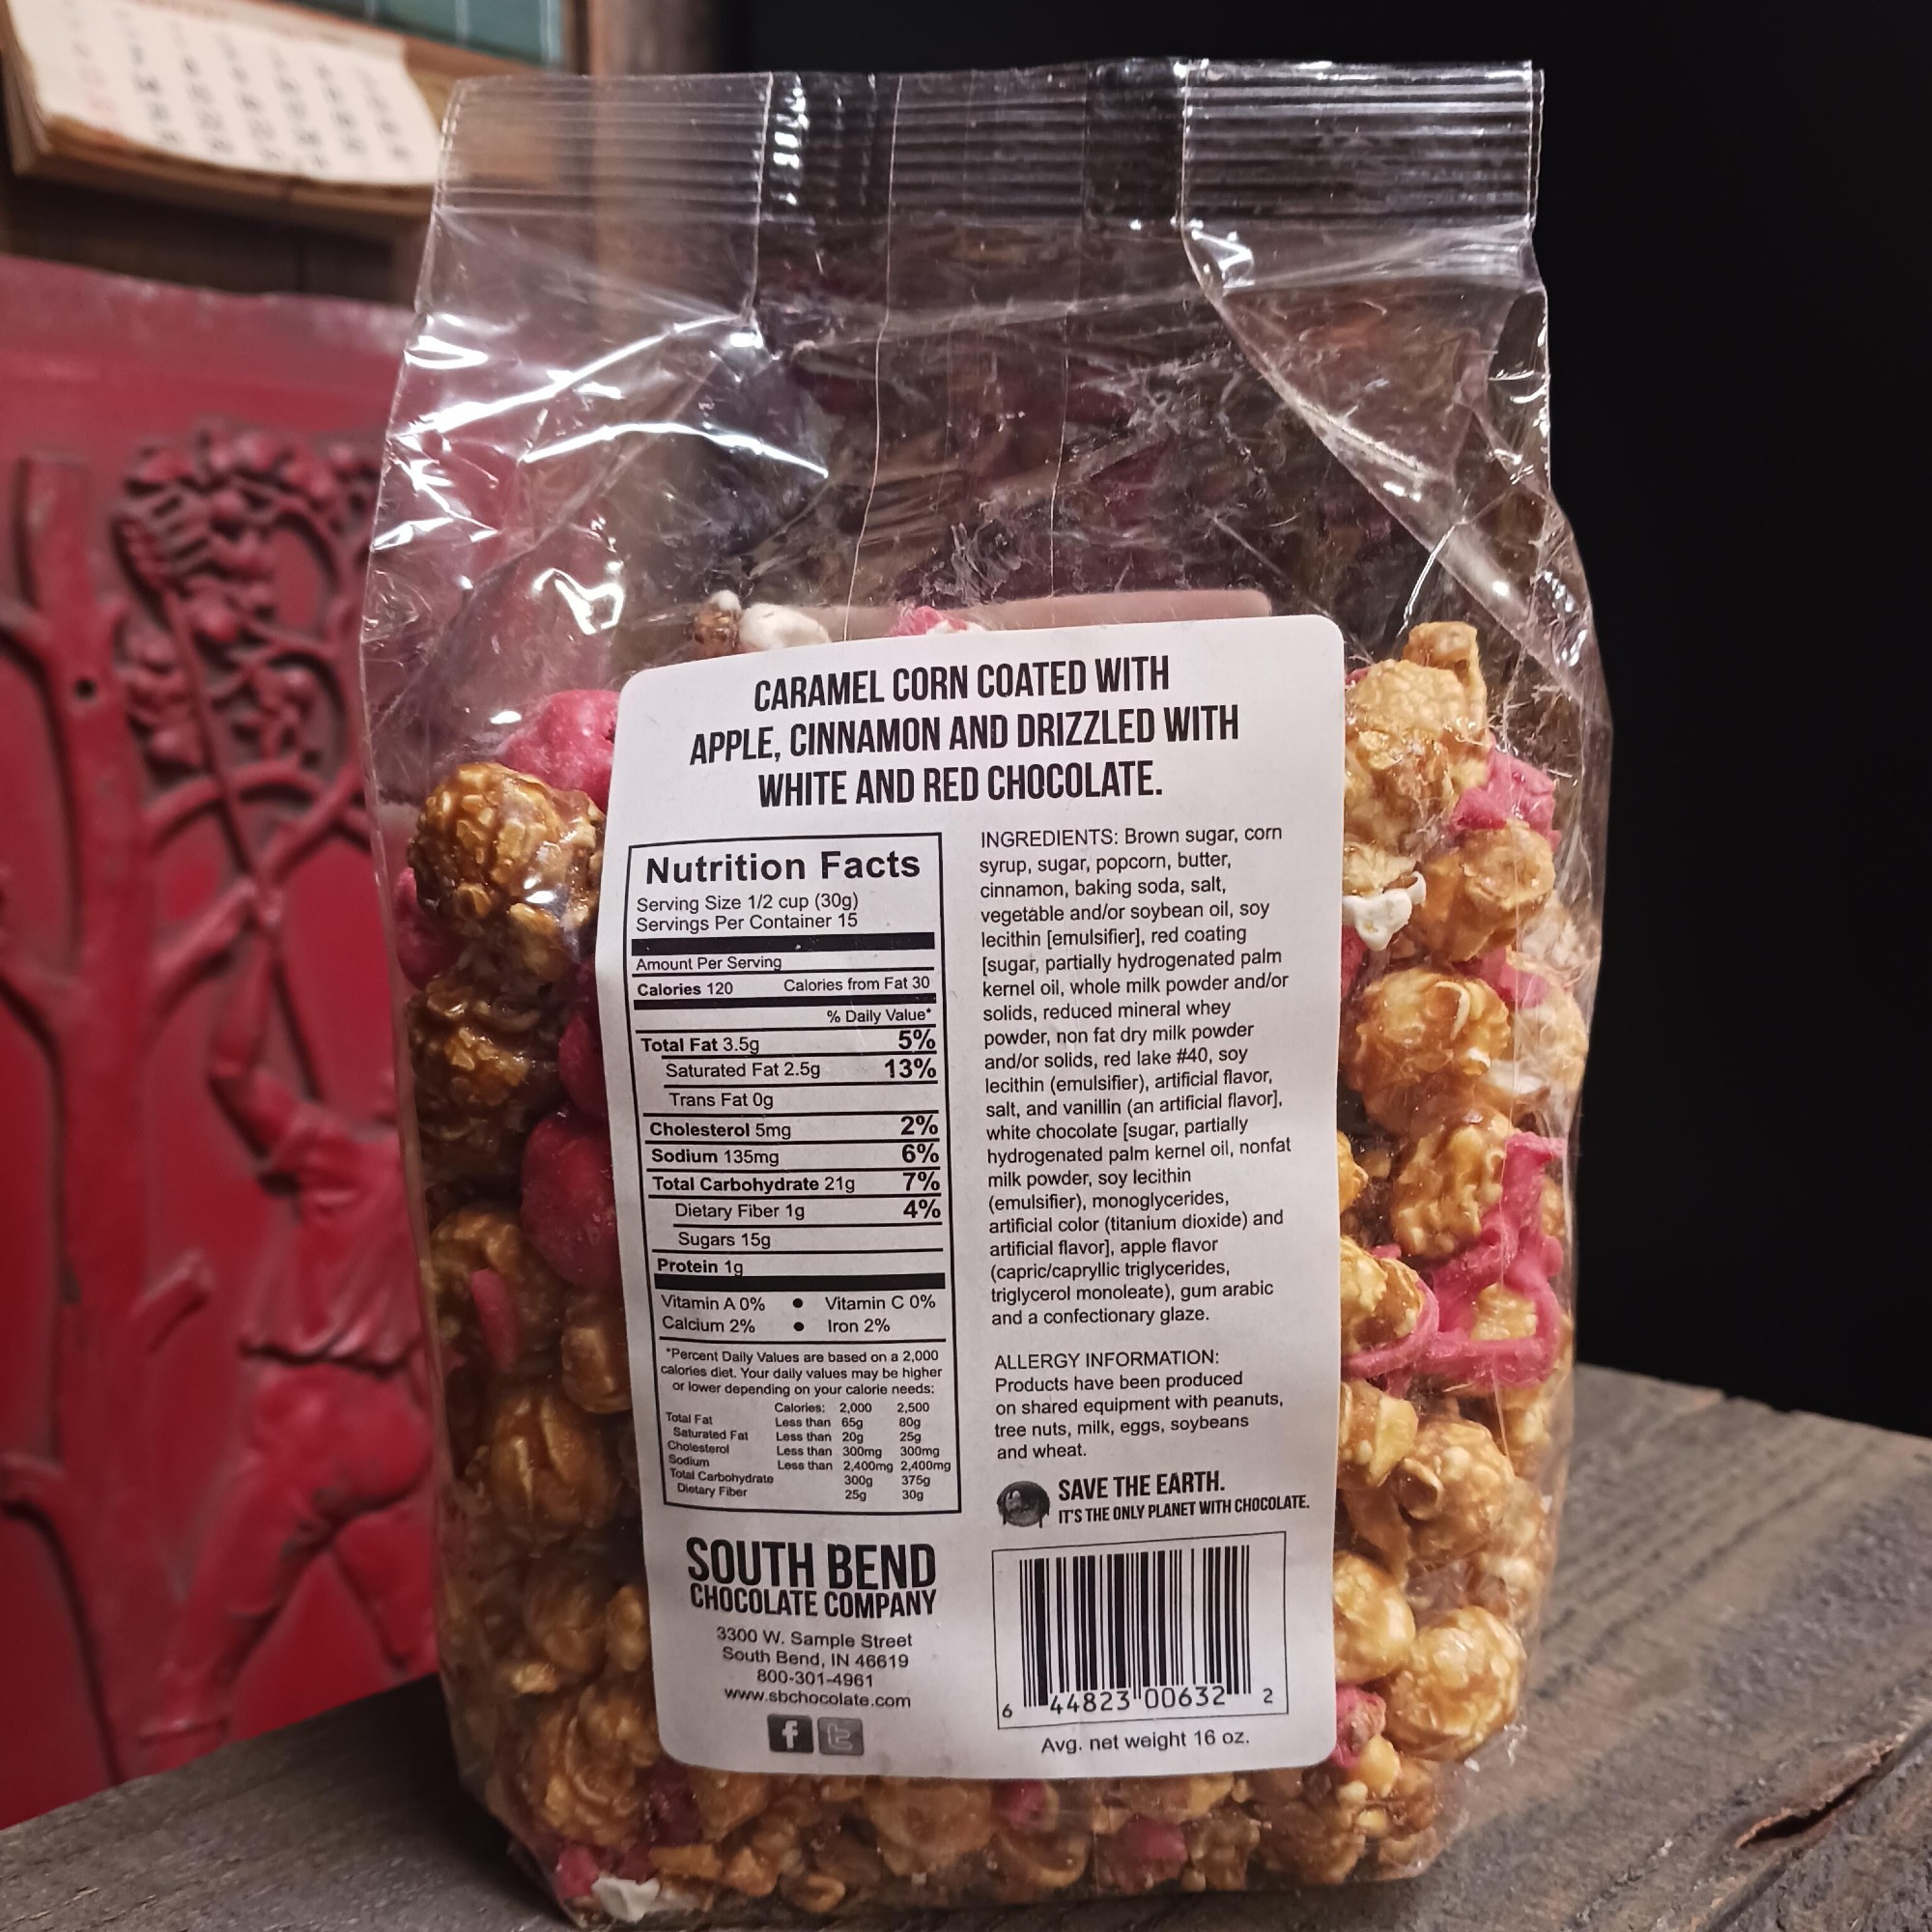 CARAMEL CORN COATED WITH
APPLE, CINNAMON AND DRIZZLED WITH
WHITE AND RED CHOCOLATE.
Nutrition Facts
Serving Size 1/2 cup (30g)
Servings Per Container 15
Amount Per Serving
Calories 120 Calories from Fat 30
% Daily Value*
Total Fat 3.5g 5%
Saturated Fat 2.5g 13%
Trans Fat 0g
Cholesterol 5mg 2%
Sodium 135mg 6%
Total Carbohydrate 21g 7%
Dietary Fiber 1g 4%
Sugars 15g
Protein 1g
Vitamin A 0% • Vitamin C 0%
Calcium 2% • Iron 2%
*Percent Daily Values are based on a 2,000
calories diet. Your daily values may be higher
or lower depending on your calorie needs:
Calories: 2,000 2,500
Total Fat Less than 65g 80g
Saturated Fat Less than 20g 25g
Cholesterol Less than 300mg 300mg
Sodium Less than 2,400mg 2,400mg
Total Carbohydrate 300g 375g
Dietary Fiber 25g 30g
SOUTH BEND
CHOCOLATE COMPANY
3300 W. Sample Street
South Bend, IN 46619
800-301-4961
www.sbchocolate.com
f t
INGREDIENTS: Brown sugar, corn
syrup, sugar, popcorn, butter,
cinnamon, baking soda, salt,
vegetable and/or soybean oil, soy
lecithin [emulsifier], red coating
[sugar, partially hydrogenated palm
kernel oil, whole milk powder and/or
solids, reduced mineral whey
powder, non fat dry milk powder
and/or solids, red lake #40, soy
lecithin (emulsifier), artificial flavor,
salt, and vanillin (an artificial flavor],
white chocolate [sugar, partially
hydrogenated palm kernel oil, nonfat
milk powder, soy lecithin
(emulsifier), monoglycerides,
artificial color (titanium dioxide) and
artificial flavor], apple flavor
(capric/capryllic triglycerides,
triglycerol monoleate), gum arabic
and a confectionary glaze.
ALLERGY INFORMATION:
Products have been produced
on shared equipment with peanuts,
tree nuts, milk, eggs, soybeans
and wheat.
SAVE THE EARTH.
IT'S THE ONLY PLANET WITH CHOCOLATE.
6 44823 00632 2
Avg. net weight 16 oz.